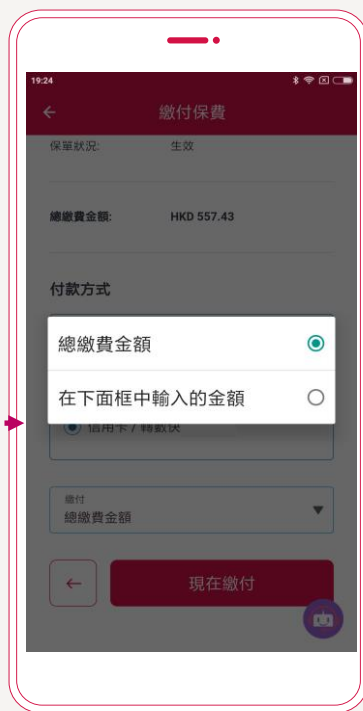 19:24
繳付保費
保單狀況: 生效
總繳費金額: HKD 557.43
付款方式
總繳費金額
在下面框中輸入的金額
信用卡 / 轉數快
繳付
總繳費金額
現在繳付